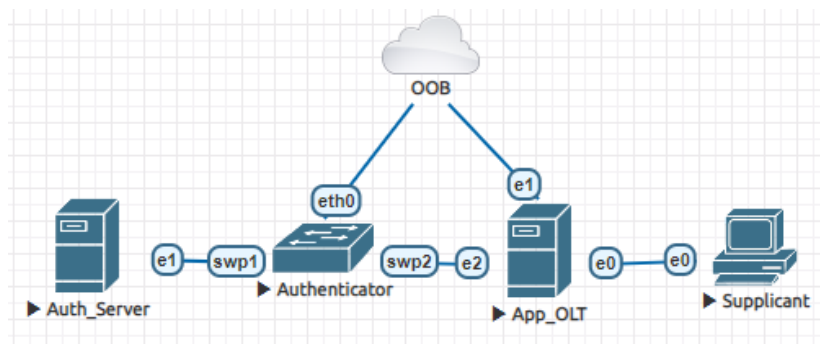 OOB
eth0
e1
e1
swp1
swp2
e2
e0
e0
Auth_Server
Authenticator
App_OLT
Supplicant